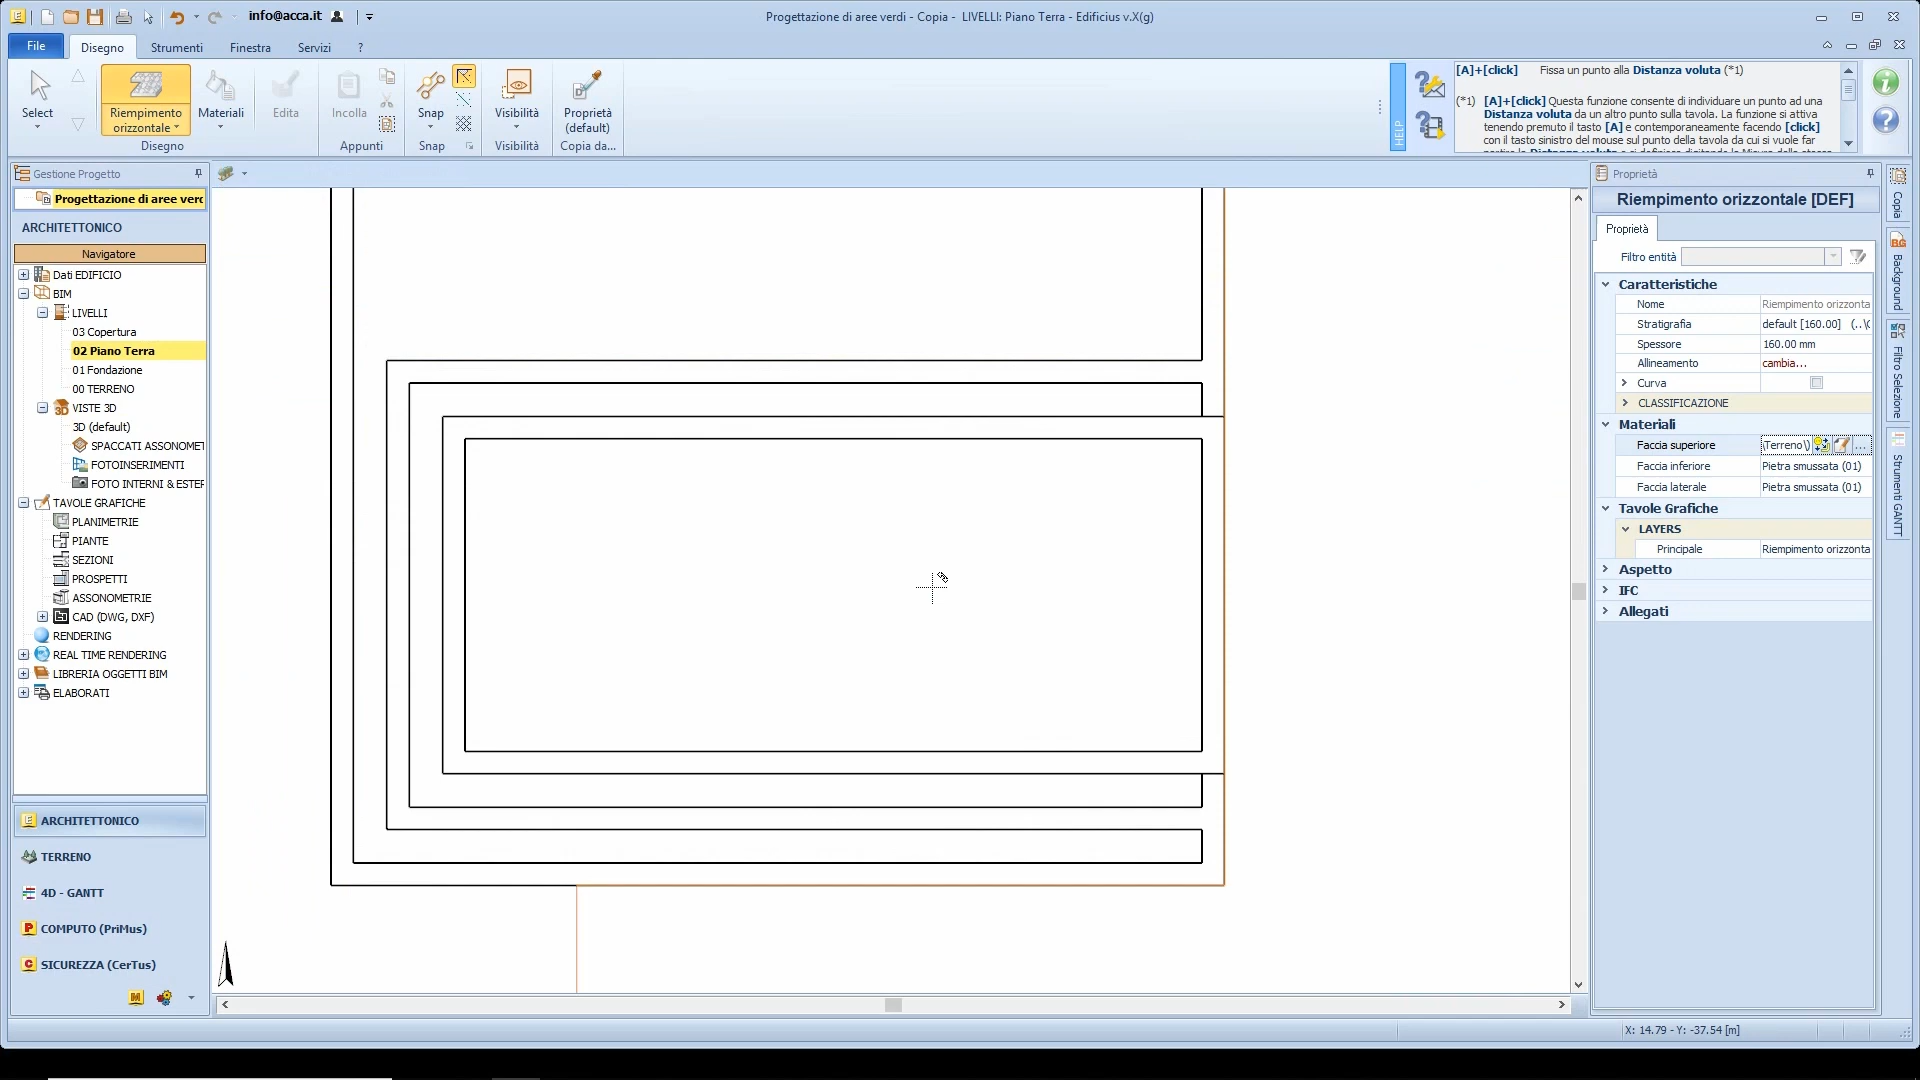 info@acca.it
Progettazione di aree verdi - Copia - LIVELLI: Piano Terra - Edificius v.X(g)
File
Disegno
Strumenti
Finestra
Servizi
?
Select
Riempimento
orizzontale
Materiali
Edita
Disegno
Incolla
Appunti
Snap
Snap
Visibilità
Visibilità
Proprietà
(default)
Copia da...
HELP
[A]+[click] Fissa un punto alla Distanza voluta (*1)
(*1) [A]+[click] Questa funzione consente di individuare un punto ad una
Distanza voluta da un altro punto sulla tavola. La funzione si attiva
tenendo premuto il tasto [A] e contemporaneamente facendo [click]
con il tasto sinistro del mouse sul punto della tavola da cui si vuole far
Gestione Progetto
Progettazione di aree verd
ARCHITETTONICO
Navigatore
Dati EDIFICIO
BIM
LIVELLI
03 Copertura
02 Piano Terra
01 Fondazione
00 TERRENO
VISTE 3D
3D (default)
SPACCATI ASSONOMET
FOTOINSERIMENTI
FOTO INTERNI & ESTER
TAVOLE GRAFICHE
PLANIMETRIE
PIANTE
SEZIONI
PROSPETTI
ASSONOMETRIE
CAD (DWG, DXF)
RENDERING
REAL TIME RENDERING
LIBRERIA OGGETTI BIM
ELABORATI
ARCHITETTONICO
TERRENO
4D - GANTT
COMPUTO (PriMus)
SICUREZZA (CerTus)
Proprietà
Riempimento orizzontale [DEF]
Proprietà
Filtro entità
Caratteristiche
Nome Riempimento orizzonta
Stratigrafia default [160.00] (..\
Spessore 160.00 mm
Allineamento cambia...
Curva
CLASSIFICAZIONE
Materiali
Faccia superiore \Terreno\) ...
Faccia inferiore Pietra smussata (01)
Faccia laterale Pietra smussata (01)
Tavole Grafiche
LAYERS
Principale Riempimento orizzonta
Aspetto
IFC
Allegati
Copia
BG
Background
Filtro Selezione
Strumenti GANTT
X: 14.79 - Y: -37.54 [m]